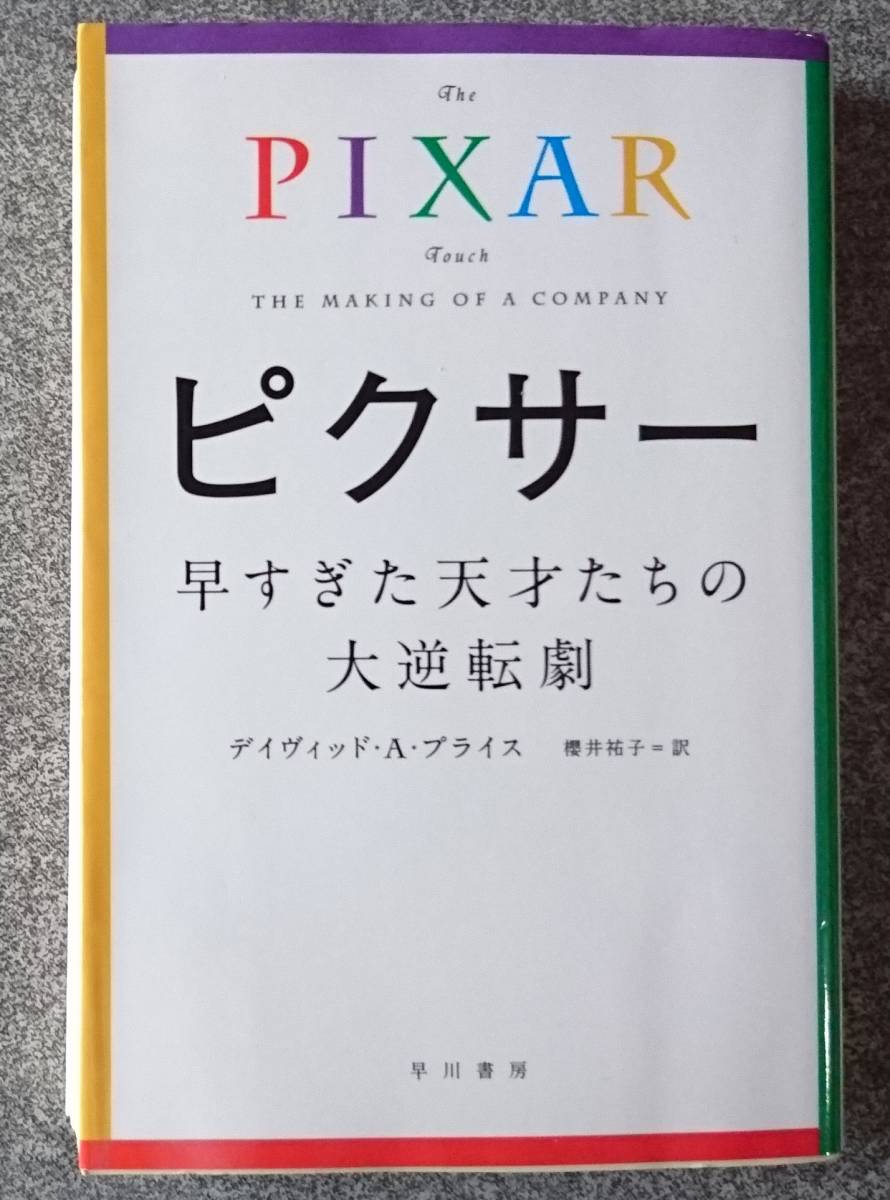 The
PIXAR
Touch
THE MAKING OF A COMPANY
ピクサー
早すぎた天才たちの
大逆転劇
デイヴィッド・A・プライス 櫻井祐子=訳
早川書房